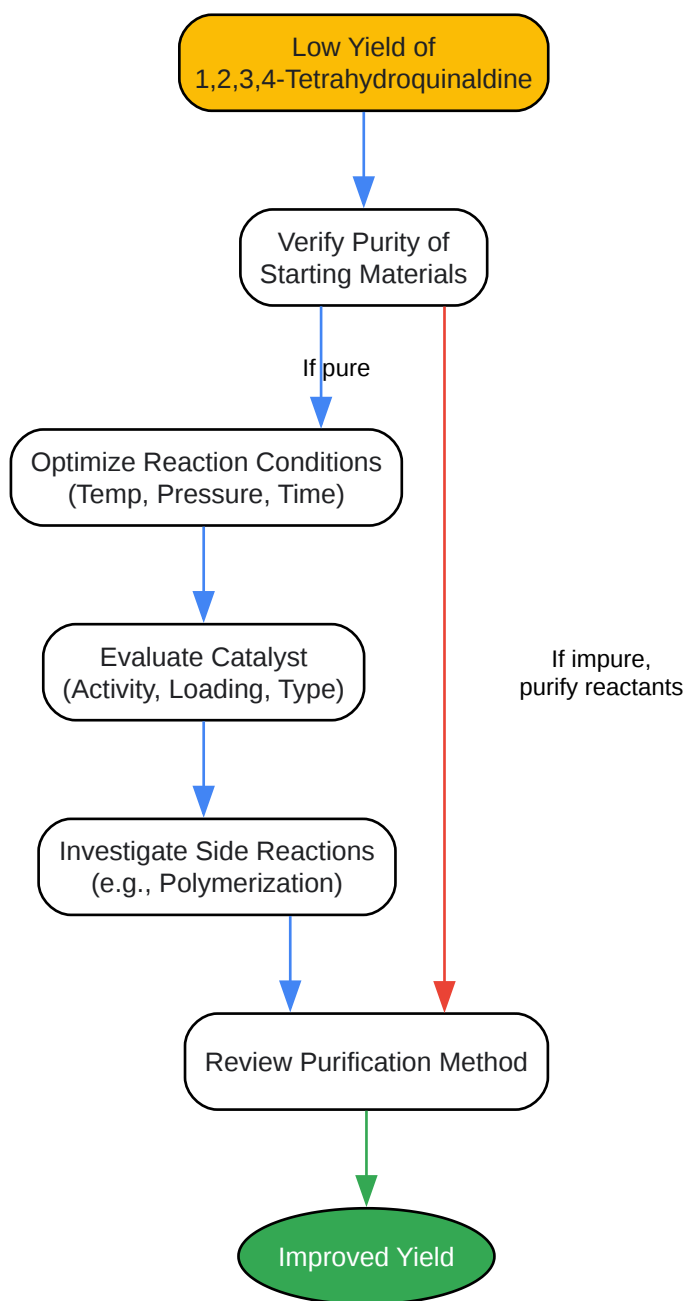 Low Yield of
1,2,3,4-Tetrahydroquinaldine
Verify Purity of
Starting Materials
If pure
Optimize Reaction Conditions
(Temp, Pressure, Time)
Evaluate Catalyst
(Activity, Loading, Type)
If impure,
purify reactants
Investigate Side Reactions
(e.g., Polymerization)
Review Purification Method
Improved Yield